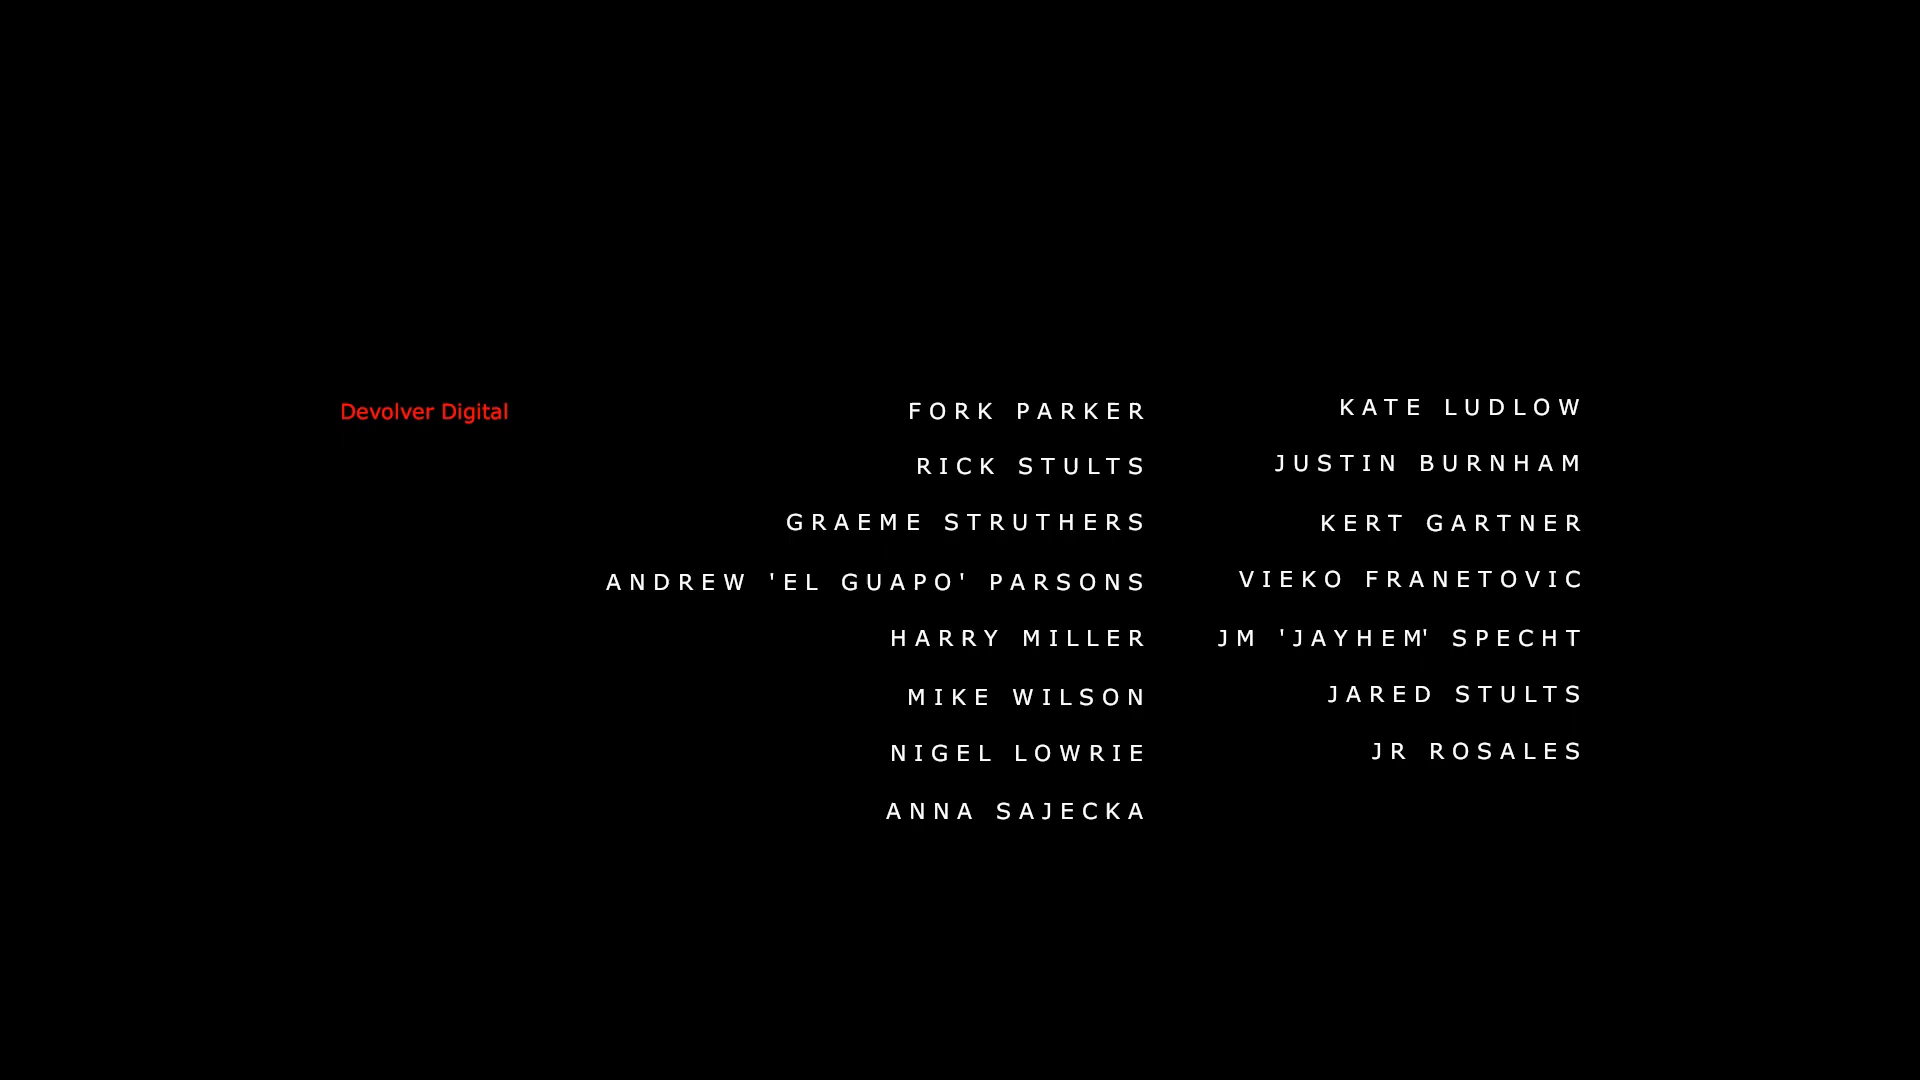 Devolver Digital
FORK PARKER
RICK STULTS
GRAEME STRUTHERS
ANDREW 'EL GUAPO' PARSONS
HARRY MILLER
MIKE WILSON
NIGEL LOWRIE
ANNA SAJECKA
KATE LUDLOW
JUSTIN BURNHAM
KERT GARTNER
VIEKO FRANETOVIC
JM 'JAYHEM' SPECHT
JARED STULTS
JR ROSALES